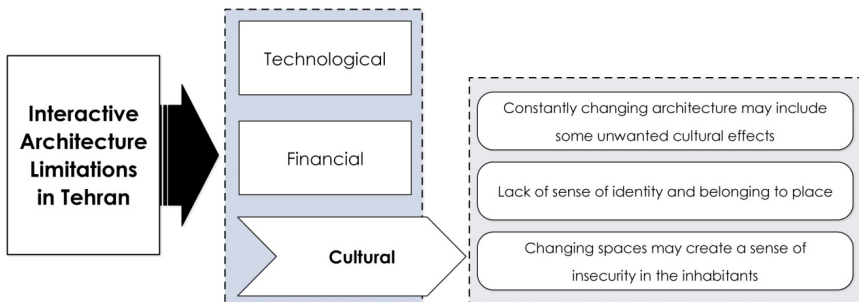 Interactive
Architecture
Limitations
in Tehran
Technological
Financial
Cultural
Constantly changing architecture may include
some unwanted cultural effects
Lack of sense of identity and belonging to place
Changing spaces may create a sense of
insecurity in the inhabitants